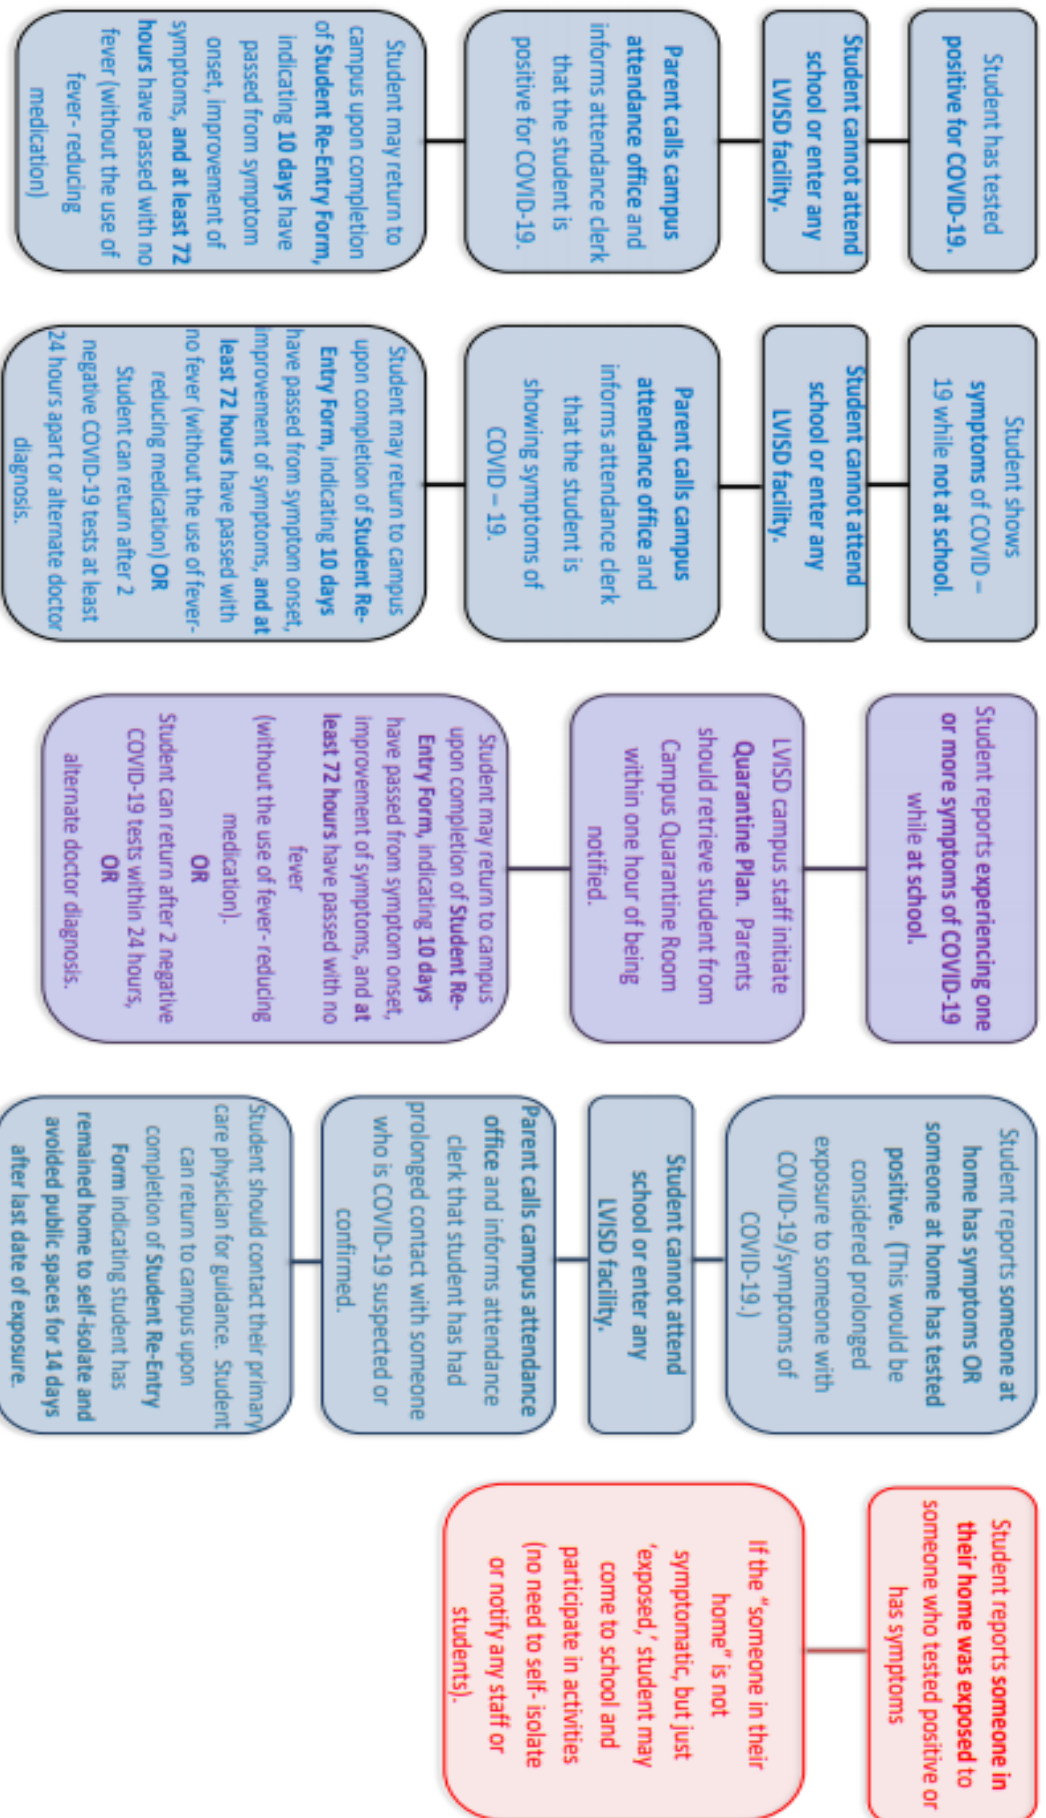 Student has tested
positive for COVID-19.
Student cannot attend
school or enter any
LVISD facility.
Parent calls campus
attendance office and
informs attendance clerk
that the student is
positive for COVID-19.
Student may return to
campus upon completion
of Student Re-Entry Form,
indicating 10 days have
passed from symptom
onset, improvement of
symptoms, and at least 72
hours have passed with no
fever (without the use of
fever- reducing
medication)
Student shows
symptoms of COVID –
19 while not at school.
Student cannot attend
school or enter any
LVISD facility.
Parent calls campus
attendance office and
informs attendance clerk
that the student is
showing symptoms of
COVID – 19.
Student may return to campus
upon completion of Student Re-
Entry Form, indicating 10 days
have passed from symptom onset,
improvement of symptoms, and at
least 72 hours have passed with
no fever (without the use of fever-
reducing medication) OR
Student can return after 2
negative COVID-19 tests at least
24 hours apart or alternate doctor
diagnosis.
Student reports experiencing one
or more symptoms of COVID-19
while at school.
LVISD campus staff initiate
Quarantine Plan. Parents
should retrieve student from
Campus Quarantine Room
within one hour of being
notified.
Student may return to campus
upon completion of Student Re-
Entry Form, indicating 10 days
have passed from symptom onset,
improvement of symptoms, and at
least 72 hours have passed with no
fever
(without the use of fever- reducing
medication).
OR
Student can return after 2 negative
COVID-19 tests within 24 hours,
OR
alternate doctor diagnosis.
Student reports someone at
home has symptoms OR
someone at home has tested
positive. (This would be
considered prolonged
exposure to someone with
COVID-19/symptoms of
COVID-19.)
Student cannot attend
school or enter any
LVISD facility.
Parent calls campus attendance
office and informs attendance
clerk that student has had
prolonged contact with someone
who is COVID-19 suspected or
confirmed.
Student should contact their primary
care physician for guidance. Student
can return to campus upon
completion of Student Re-Entry
Form indicating student has
remained home to self-isolate and
avoided public spaces for 14 days
after last date of exposure.
Student reports someone in
their home was exposed to
someone who tested positive or
has symptoms
If the "someone in their
home" is not
symptomatic, but just
'exposed,' student may
come to school and
participate in activities
(no need to self- isolate
or notify any staff or
students).